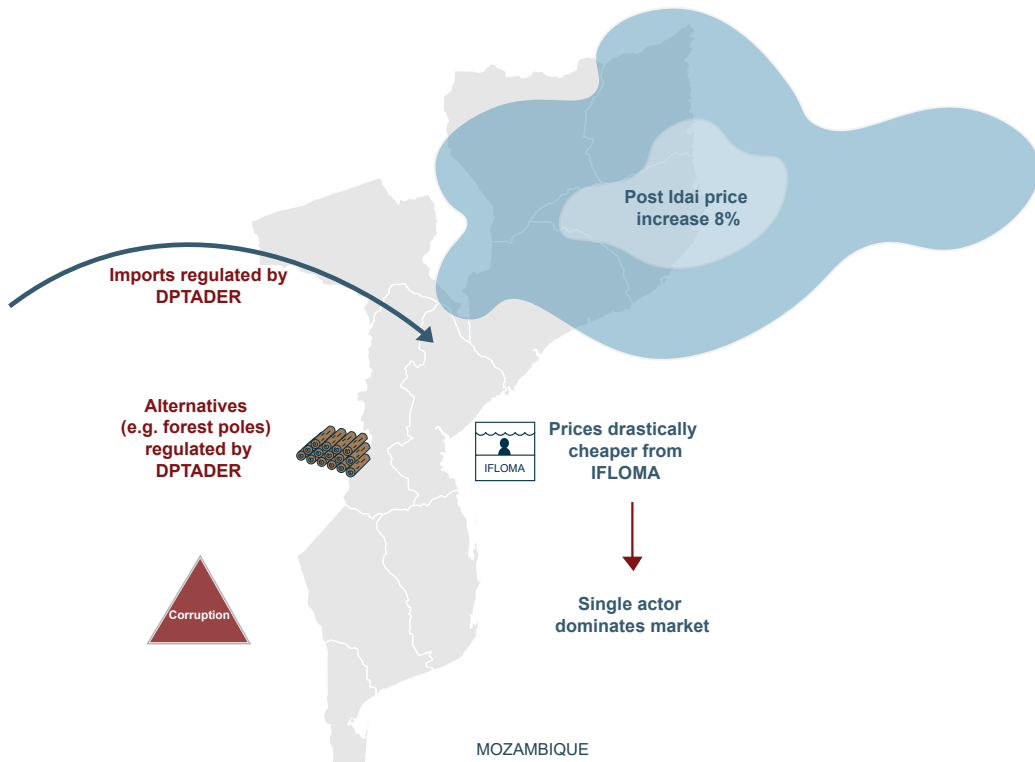 Post Idai price
increase 8%
Imports regulated by
DPTADER
Alternatives
(e.g. forest poles)
regulated by
DPTADER
IFLOMA
Prices drastically
cheaper from
IFLOMA
Corruption
Single actor
dominates market
MOZAMBIQUE